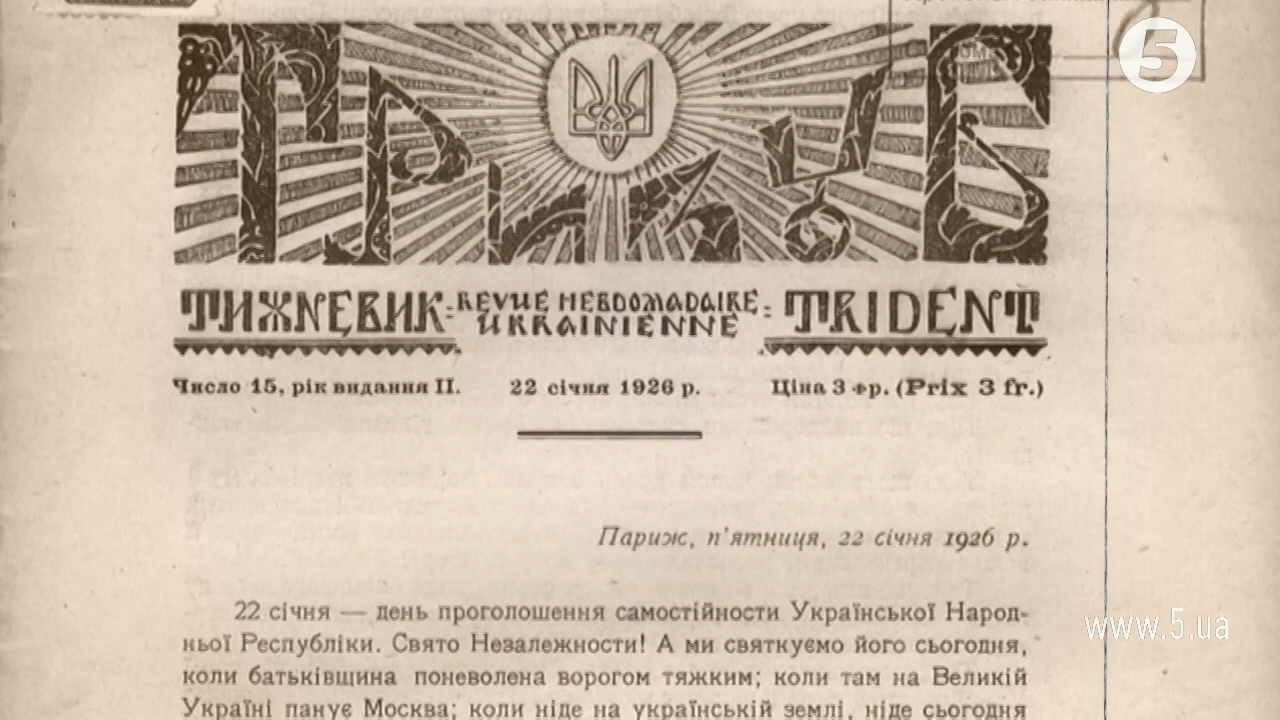 5
Тризуб
ТИЖНЕВИК-REVUE HEBDOMADAIRE UKRAINIENNE-TRIDENT
Число 15, рік видання II. 22 січня 1926 р. Ціна 3 фр. (Prix 3 fr.)
Париж, п'ятниця, 22 січня 1926 р.
22 січня — день проголошення самостійности Української Народ-
ньої Республіки. Свято Незалежности! А ми святкуємо його сьогодня,
коли батьківщина поневолена ворогом тяжким; коли там на Великій
Україні панує Москва; коли ніде на українській землі, ніде сьогодня
www.5.ua